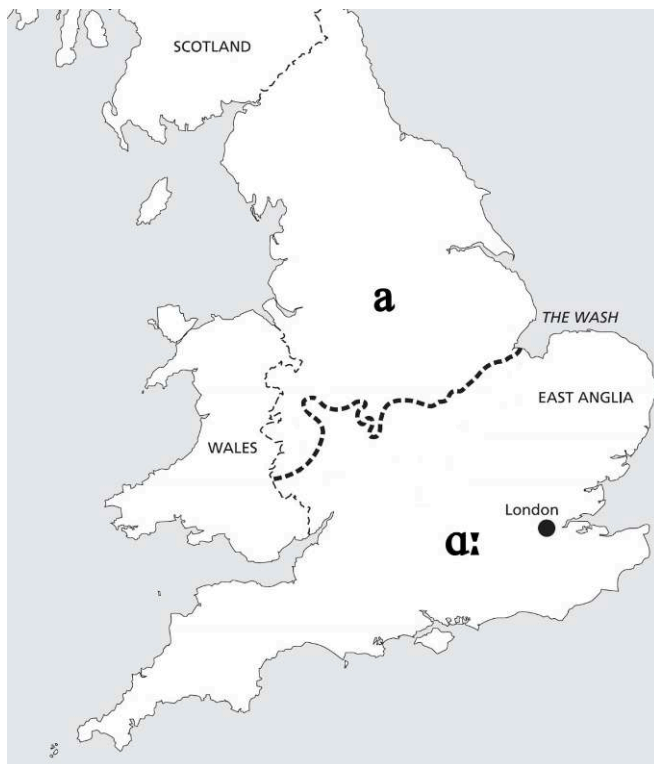 SCOTLAND
a
THE WASH
EAST ANGLIA
WALES
London
ɑː